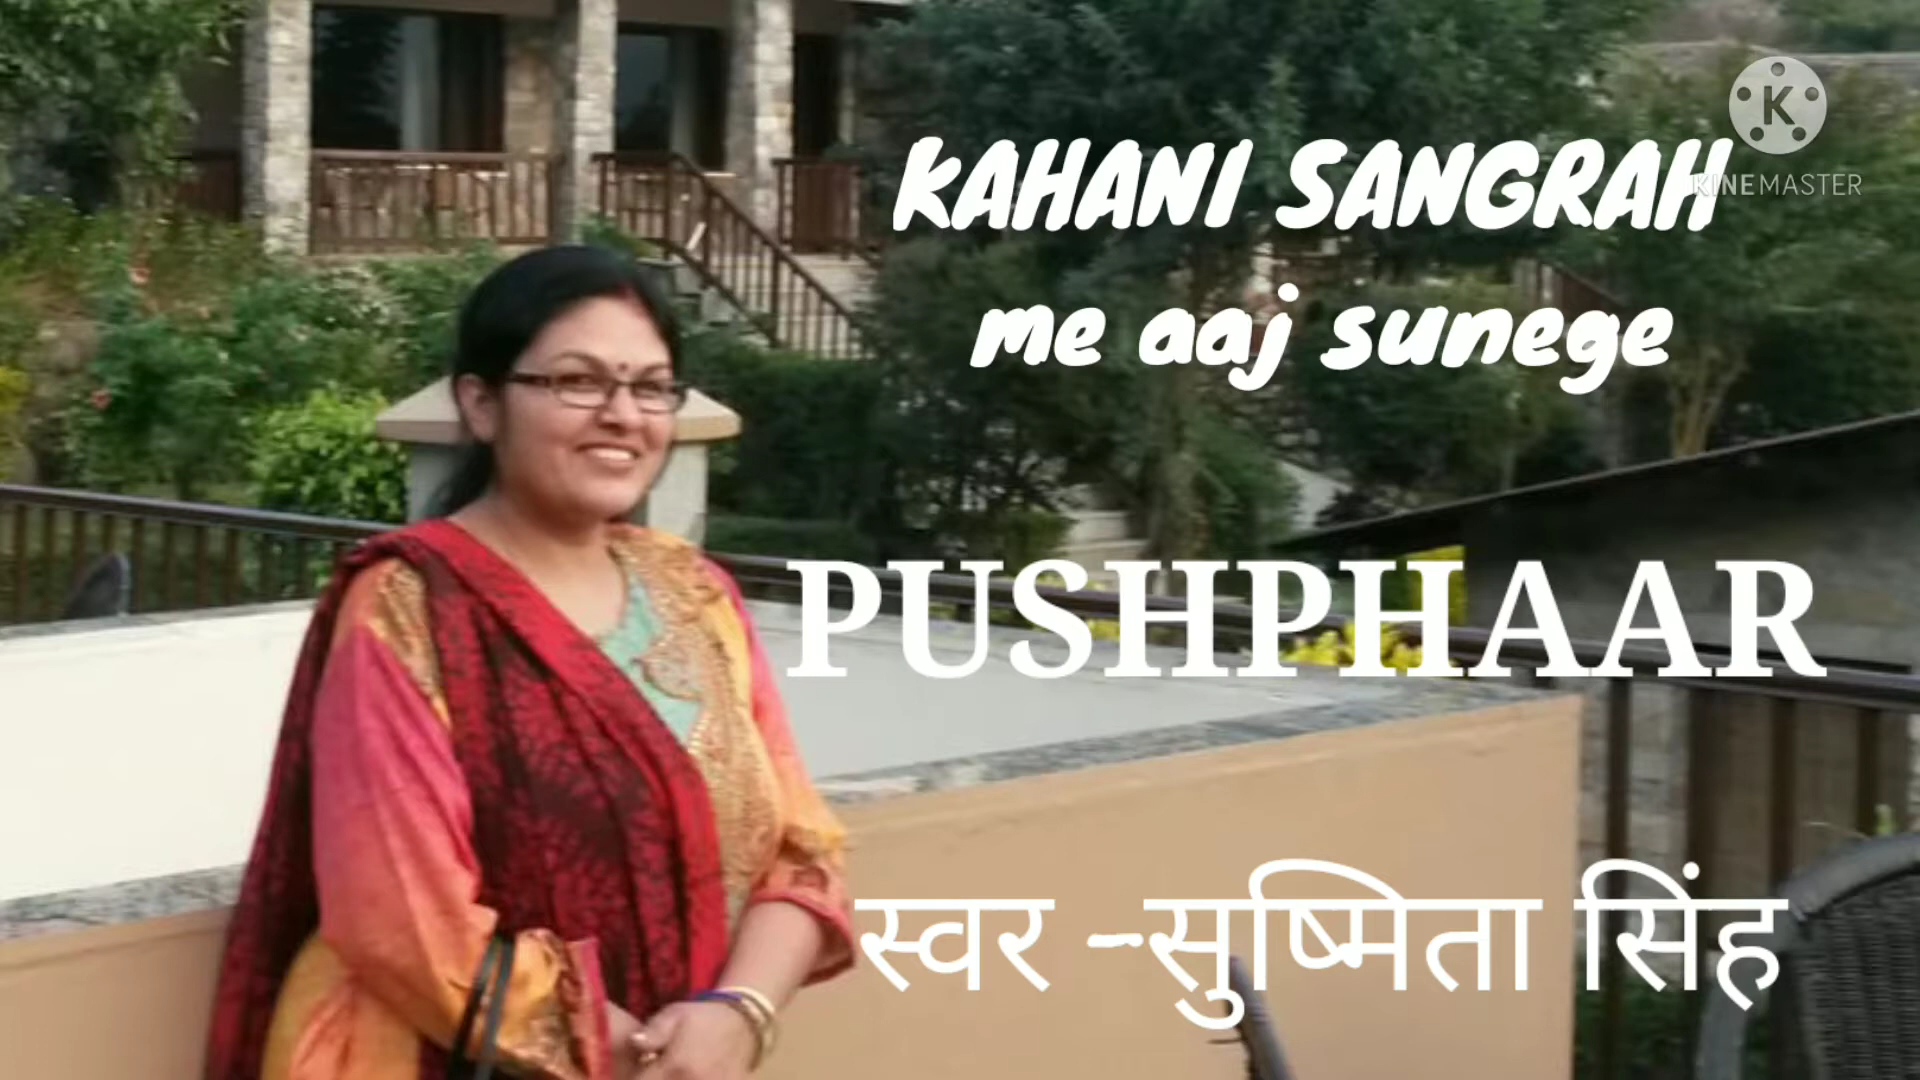 KAHANI SANGRAH
K
KINEMASTER
me aaj sunege
PUSHPHAAR
स्वर -सुष्मिता सिंह